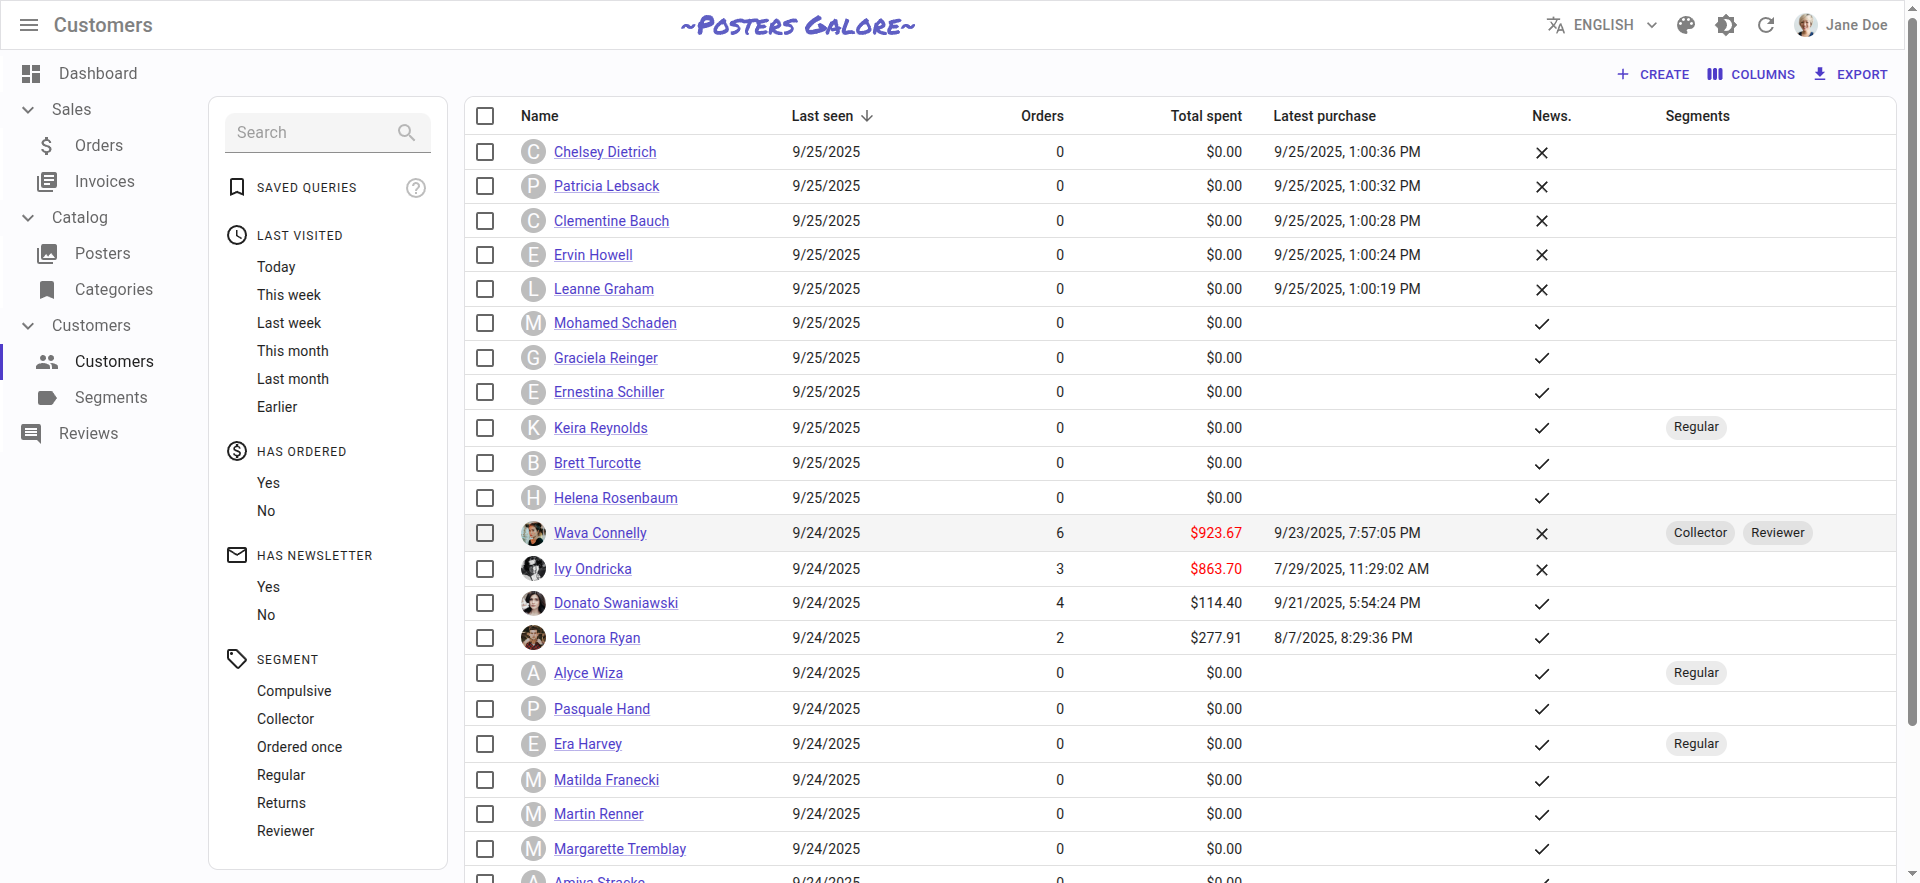 Customers
~Posters Galore~
ENGLISH
Jane Doe
Dashboard
Sales
Orders
Invoices
Catalog
Posters
Categories
Customers
Customers
Segments
Reviews
CREATE
COLUMNS
EXPORT
Search
SAVED QUERIES
LAST VISITED
Today
This week
Last week
This month
Last month
Earlier
HAS ORDERED
Yes
No
HAS NEWSLETTER
Yes
No
SEGMENT
Compulsive
Collector
Ordered once
Regular
Returns
Reviewer
Name Last seen Orders Total spent Latest purchase News. Segments
C Chelsey Dietrich 9/25/2025 0 $0.00 9/25/2025, 1:00:36 PM
P Patricia Lebsack 9/25/2025 0 $0.00 9/25/2025, 1:00:32 PM
C Clementine Bauch 9/25/2025 0 $0.00 9/25/2025, 1:00:28 PM
E Ervin Howell 9/25/2025 0 $0.00 9/25/2025, 1:00:24 PM
L Leanne Graham 9/25/2025 0 $0.00 9/25/2025, 1:00:19 PM
M Mohamed Schaden 9/25/2025 0 $0.00
G Graciela Reinger 9/25/2025 0 $0.00
E Ernestina Schiller 9/25/2025 0 $0.00
K Keira Reynolds 9/25/2025 0 $0.00 Regular
B Brett Turcotte 9/25/2025 0 $0.00
H Helena Rosenbaum 9/25/2025 0 $0.00
Wava Connelly 9/24/2025 6 $923.67 9/23/2025, 7:57:05 PM Collector Reviewer
Ivy Ondricka 9/24/2025 3 $863.70 7/29/2025, 11:29:02 AM
Donato Swaniawski 9/24/2025 4 $114.40 9/21/2025, 5:54:24 PM
Leonora Ryan 9/24/2025 2 $277.91 8/7/2025, 8:29:36 PM
A Alyce Wiza 9/24/2025 0 $0.00 Regular
P Pasquale Hand 9/24/2025 0 $0.00
E Era Harvey 9/24/2025 0 $0.00 Regular
M Matilda Franecki 9/24/2025 0 $0.00
M Martin Renner 9/24/2025 0 $0.00
M Margarette Tremblay 9/24/2025 0 $0.00